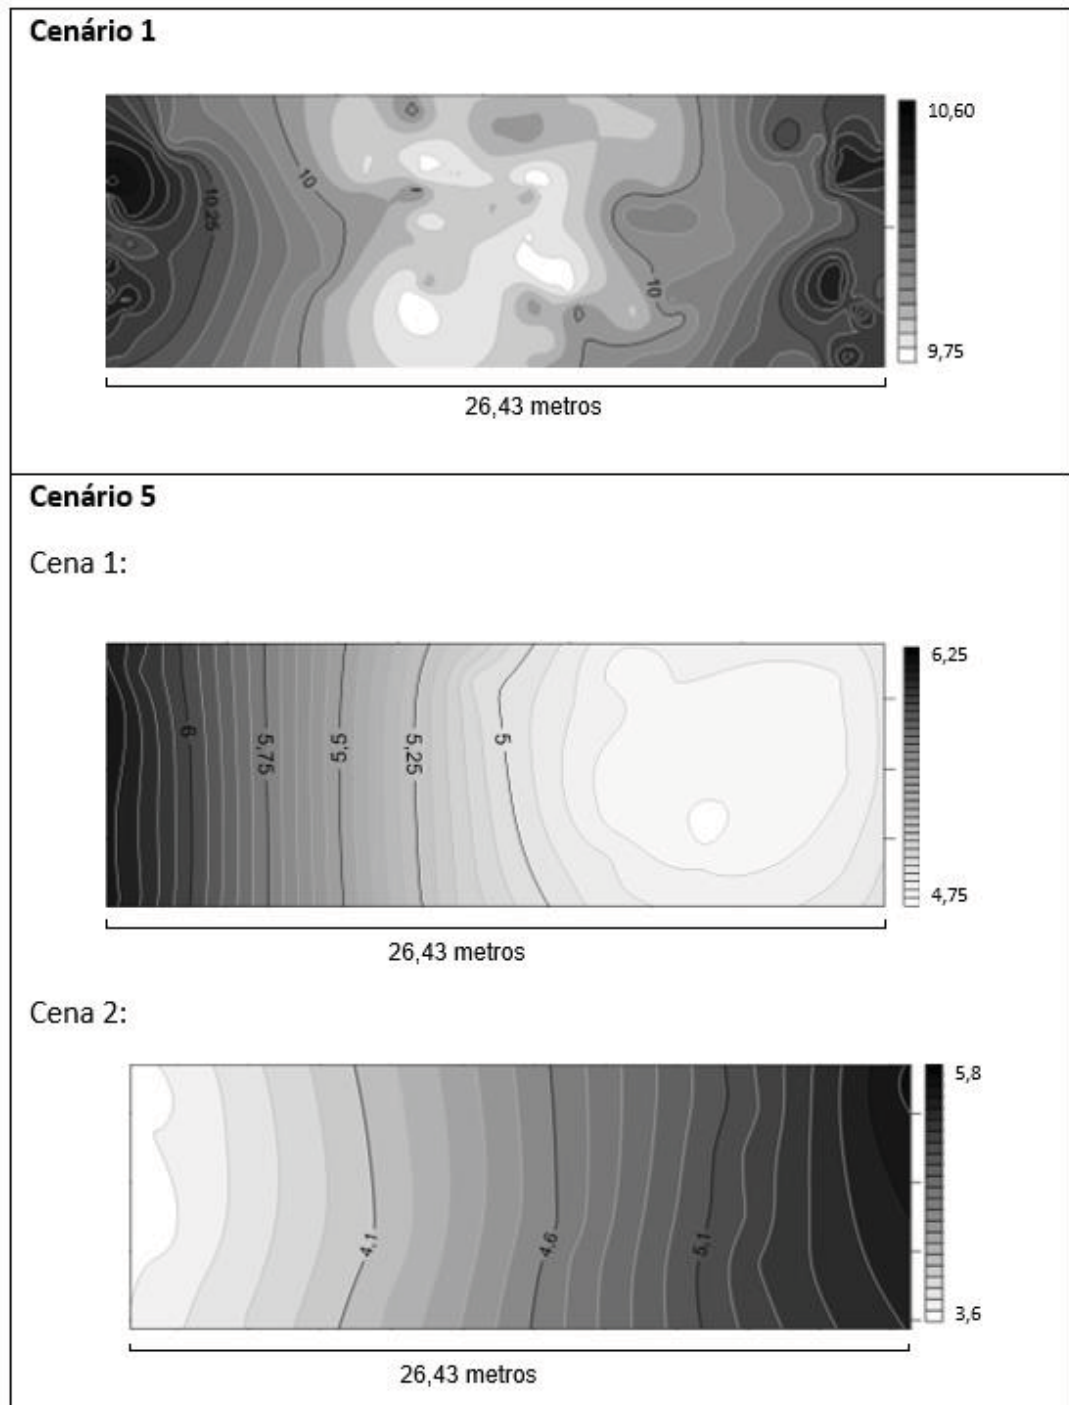 Cenário 1
10,60
10
10,25
10
9,75
26,43 metros
Cenário 5
Cena 1:
6,25
6
5,75
5,5
5,25
5
4,75
26,43 metros
Cena 2:
5,8
4,1
4,6
5,1
3,6
26,43 metros